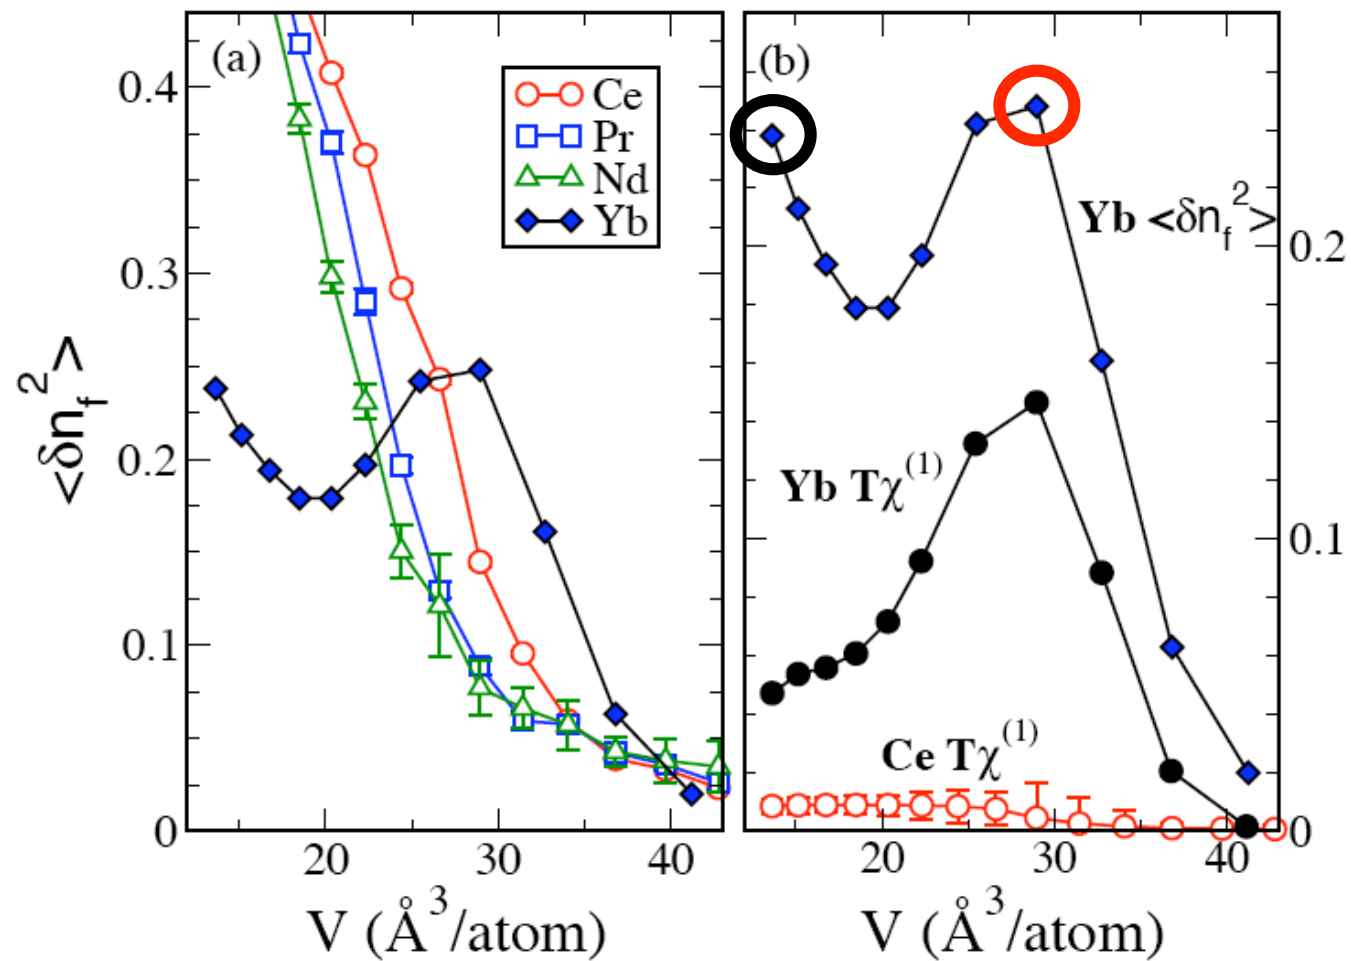 (a)
Ce
Pr
Nd
Yb
0.4
0.3
0.2
0.1
0
<δn_f^2>
20 30 40
V (Å^3/atom)
(b)
Yb <δn_f^2>
Yb Tχ^(1)
Ce Tχ^(1)
0.2
0.1
0
20 30 40
V (Å^3/atom)